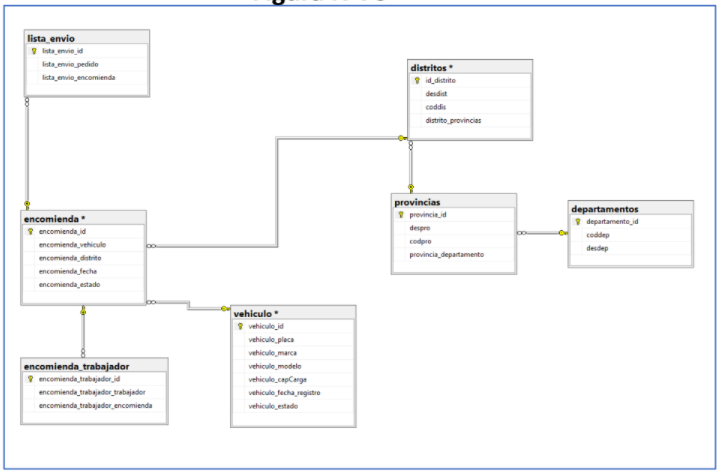 lista_envio
lista_envio_id
lista_envio_pedido
lista_envio_encomienda
distritos *
id_distrito
desdist
coddis
distrito_provincias
provincias
provincia_id
despro
codpro
provincia_departamento
departamentos
departamento_id
coddep
desdep
encomienda *
encomienda_id
encomienda_vehiculo
encomienda_distrito
encomienda_fecha
encomienda_estado
vehiculo *
vehiculo_id
vehiculo_placa
vehiculo_marca
vehiculo_modelo
vehiculo_capCarga
vehiculo_fecha_registro
vehiculo_estado
encomienda_trabajador
encomienda_trabajador_id
encomienda_trabajador_trabajador
encomienda_trabajador_encomienda